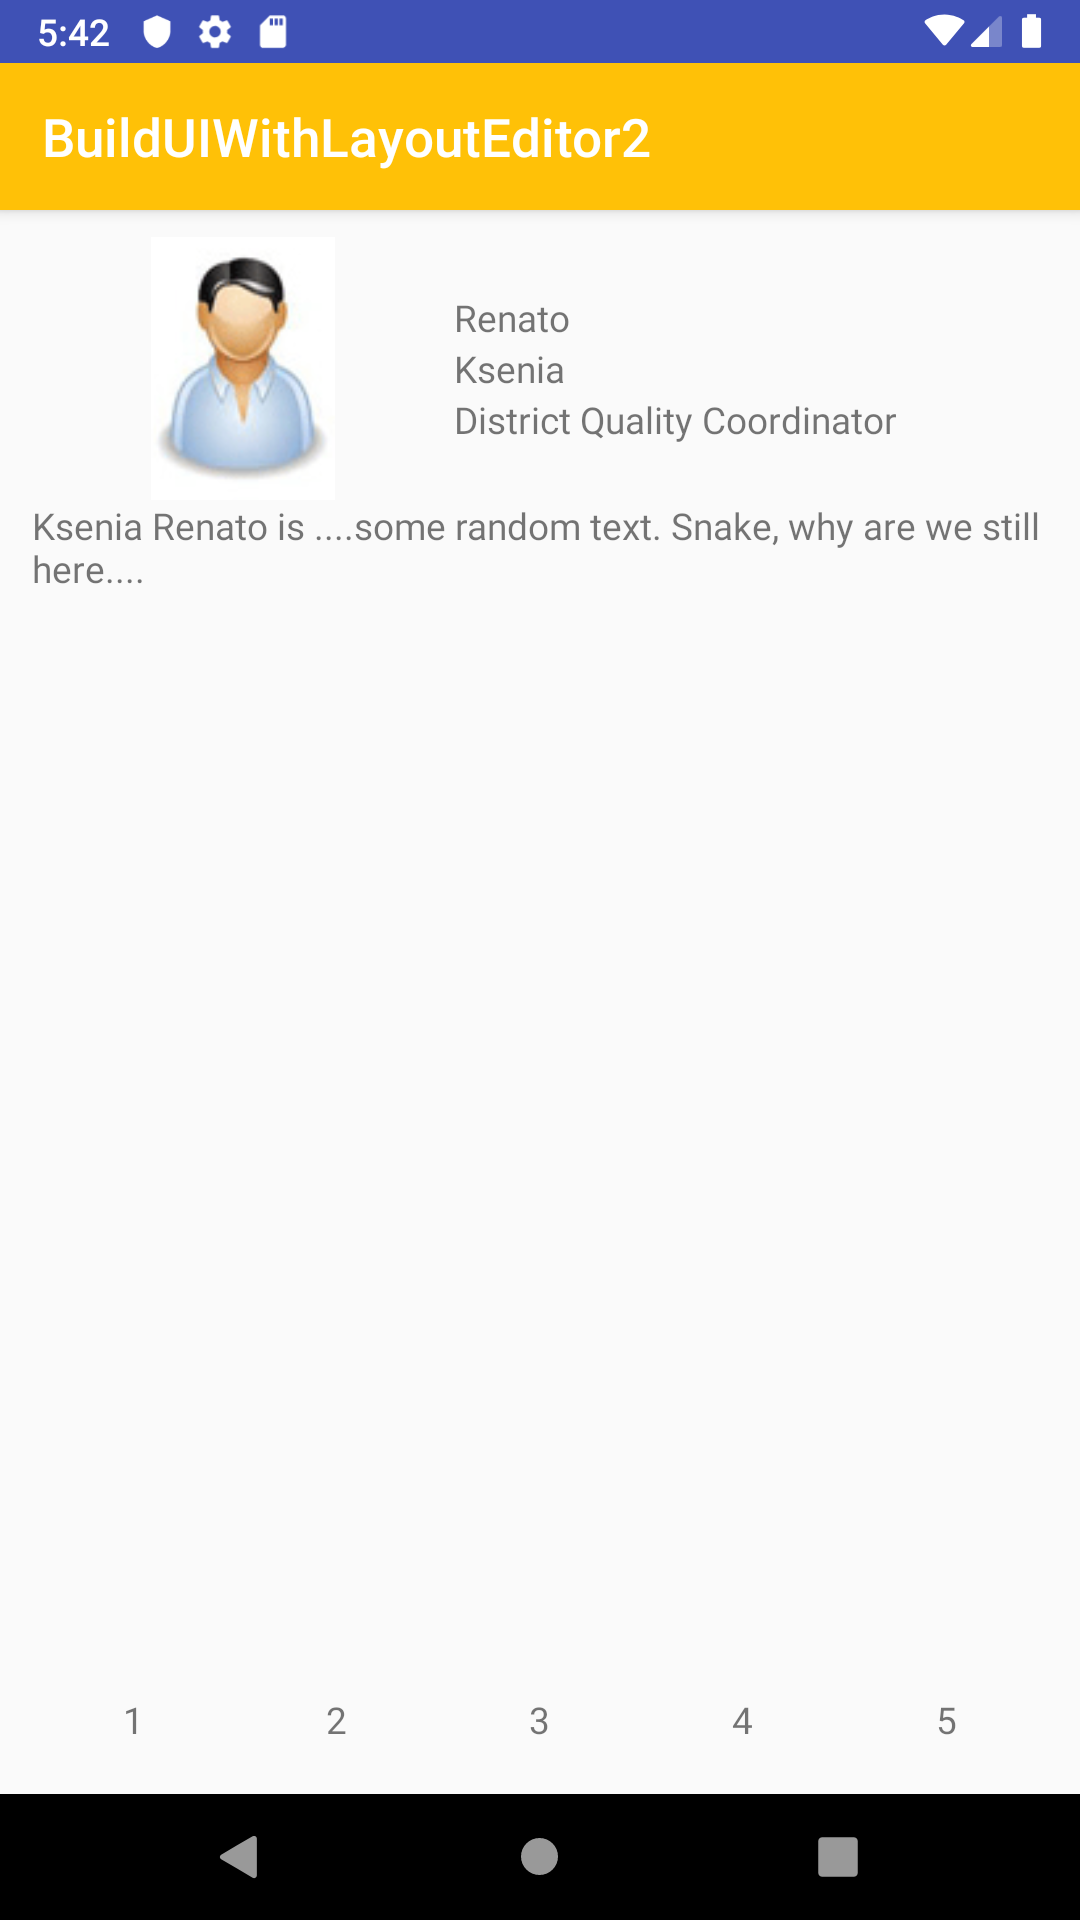 5:42
BuildUIWithLayoutEditor2
Renato
Ksenia
District Quality Coordinator
Ksenia Renato is ....some random text. Snake, why are we still
here....
1 2 3 4 5